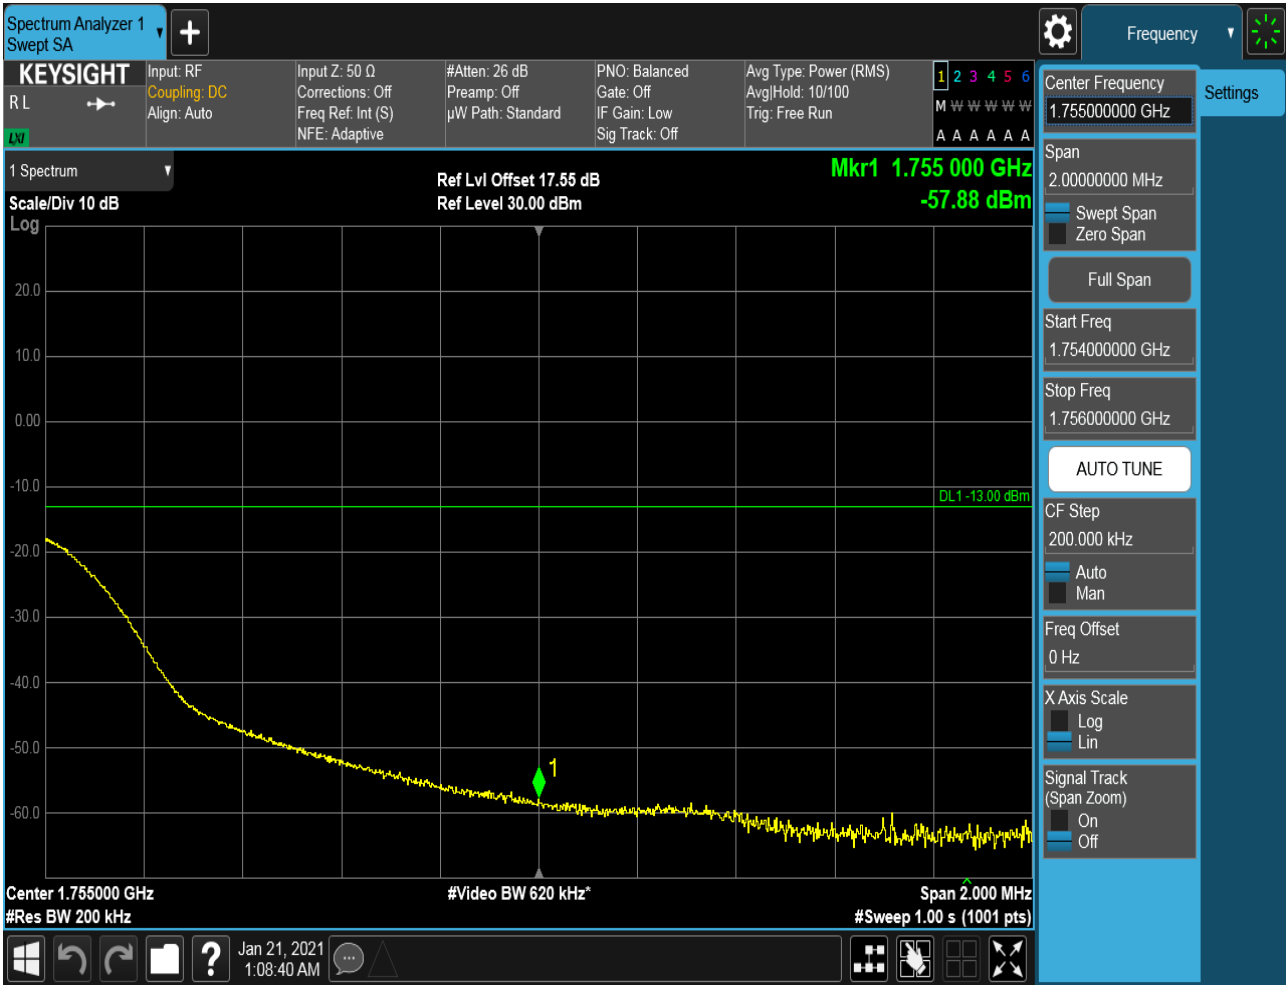 Spectrum Analyzer 1
Swept SA
Frequency
KEYSIGHT
R L
LXI
Input: RF
Coupling: DC
Align: Auto
Input Z: 50 Ω
Corrections: Off
Freq Ref: Int (S)
NFE: Adaptive
#Atten: 26 dB
Preamp: Off
µW Path: Standard
PNO: Balanced
Gate: Off
IF Gain: Low
Sig Track: Off
Avg Type: Power (RMS)
Avg|Hold: 10/100
Trig: Free Run
1 2 3 4 5 6
M W W W W W
A A A A A A
1 Spectrum
Scale/Div 10 dB
Log
Ref Lvl Offset 17.55 dB
Ref Level 30.00 dBm
Mkr1 1.755 000 GHz
-57.88 dBm
20.0
10.0
0.00
-10.0
-20.0
-30.0
-40.0
-50.0
-60.0
DL1 -13.00 dBm
1
Center 1.755000 GHz
#Res BW 200 kHz
#Video BW 620 kHz*
Span 2.000 MHz
#Sweep 1.00 s (1001 pts)
Jan 21, 2021
1:08:40 AM
Center Frequency
1.755000000 GHz
Settings
Span
2.00000000 MHz
Swept Span
Zero Span
Full Span
Start Freq
1.754000000 GHz
Stop Freq
1.756000000 GHz
AUTO TUNE
CF Step
200.000 kHz
Auto
Man
Freq Offset
0 Hz
X Axis Scale
Log
Lin
Signal Track
(Span Zoom)
On
Off